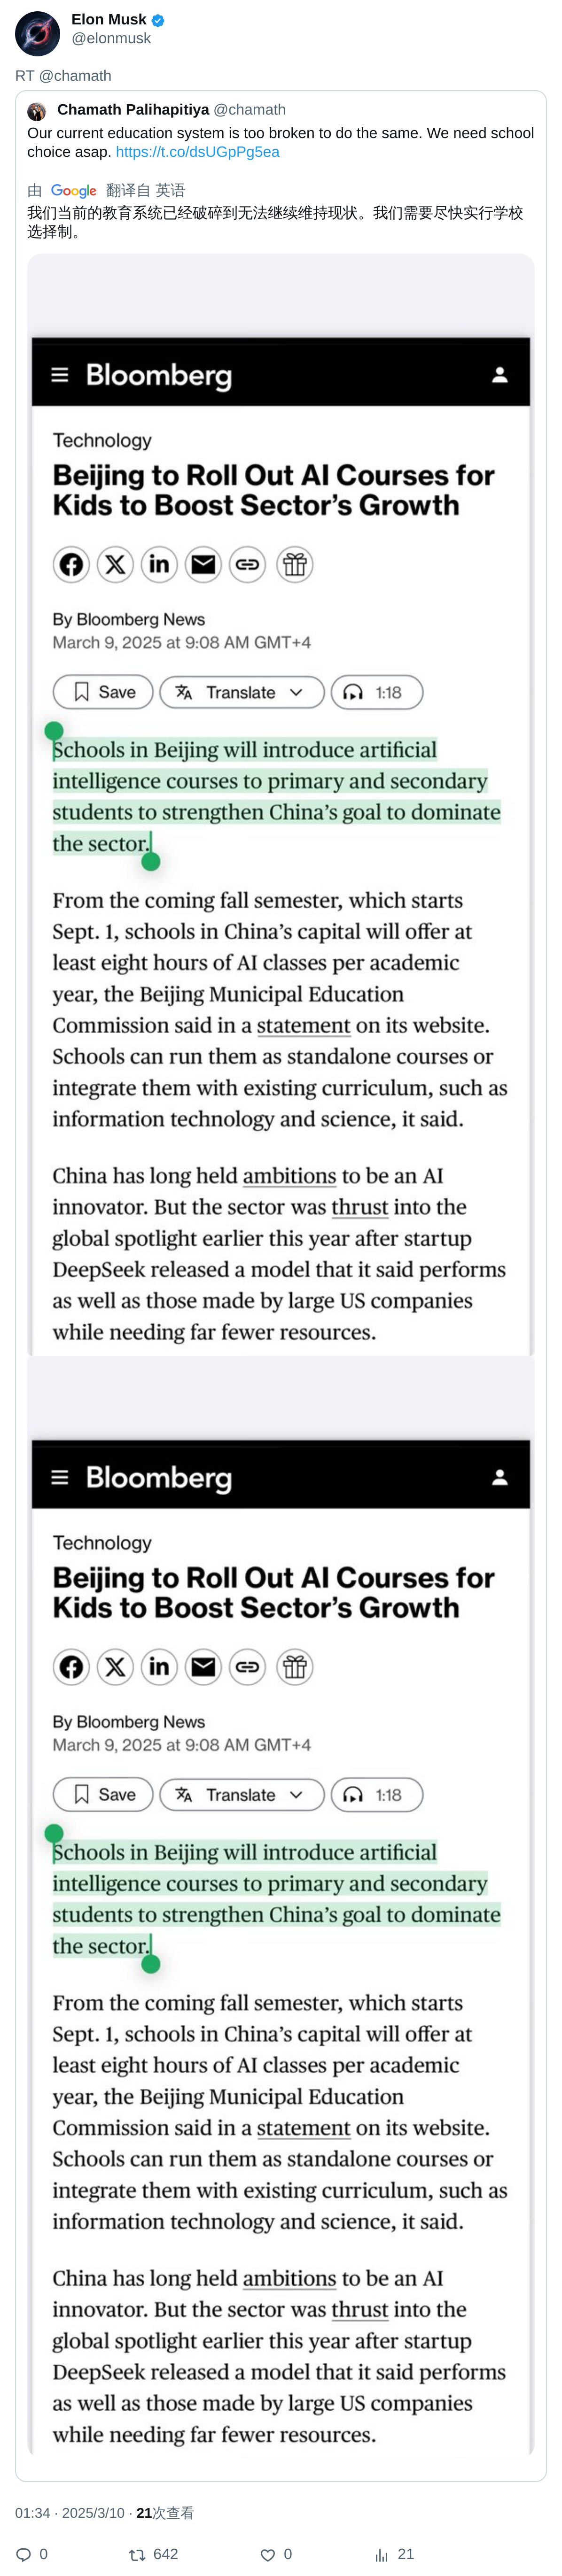 Elon Musk
@elonmusk
RT @chamath
Chamath Palihapitiya @chamath
Our current education system is too broken to do the same. We need school
choice asap. https://t.co/dsUGpPg5ea
由 Google 翻译自 英语
我们当前的教育系统已经破碎到无法继续维持现状。我们需要尽快实行学校
选择制。
Bloomberg
Technology
Beijing to Roll Out AI Courses for
Kids to Boost Sector’s Growth
By Bloomberg News
March 9, 2025 at 9:08 AM GMT+4
Save Translate 1:18
Schools in Beijing will introduce artificial
intelligence courses to primary and secondary
students to strengthen China’s goal to dominate
the sector.
From the coming fall semester, which starts
Sept. 1, schools in China’s capital will offer at
least eight hours of AI classes per academic
year, the Beijing Municipal Education
Commission said in a statement on its website.
Schools can run them as standalone courses or
integrate them with existing curriculum, such as
information technology and science, it said.
China has long held ambitions to be an AI
innovator. But the sector was thrust into the
global spotlight earlier this year after startup
DeepSeek released a model that it said performs
as well as those made by large US companies
while needing far fewer resources.
Bloomberg
Technology
Beijing to Roll Out AI Courses for
Kids to Boost Sector’s Growth
By Bloomberg News
March 9, 2025 at 9:08 AM GMT+4
Save Translate 1:18
Schools in Beijing will introduce artificial
intelligence courses to primary and secondary
students to strengthen China’s goal to dominate
the sector.
From the coming fall semester, which starts
Sept. 1, schools in China’s capital will offer at
least eight hours of AI classes per academic
year, the Beijing Municipal Education
Commission said in a statement on its website.
Schools can run them as standalone courses or
integrate them with existing curriculum, such as
information technology and science, it said.
China has long held ambitions to be an AI
innovator. But the sector was thrust into the
global spotlight earlier this year after startup
DeepSeek released a model that it said performs
as well as those made by large US companies
while needing far fewer resources.
01:34 · 2025/3/10 · 21次查看
0 642 0 21